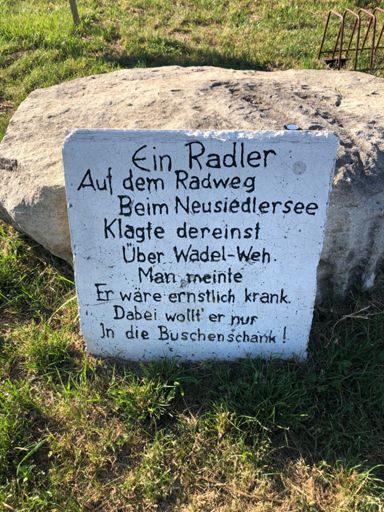 Ein Radler
Auf dem Radweg
Beim Neusiedlersee
Klagte dereinst
Über Wadel-Weh.
Man meinte
Er wäre ernstlich krank.
Dabei wollt' er nur
In die Buschenschank!